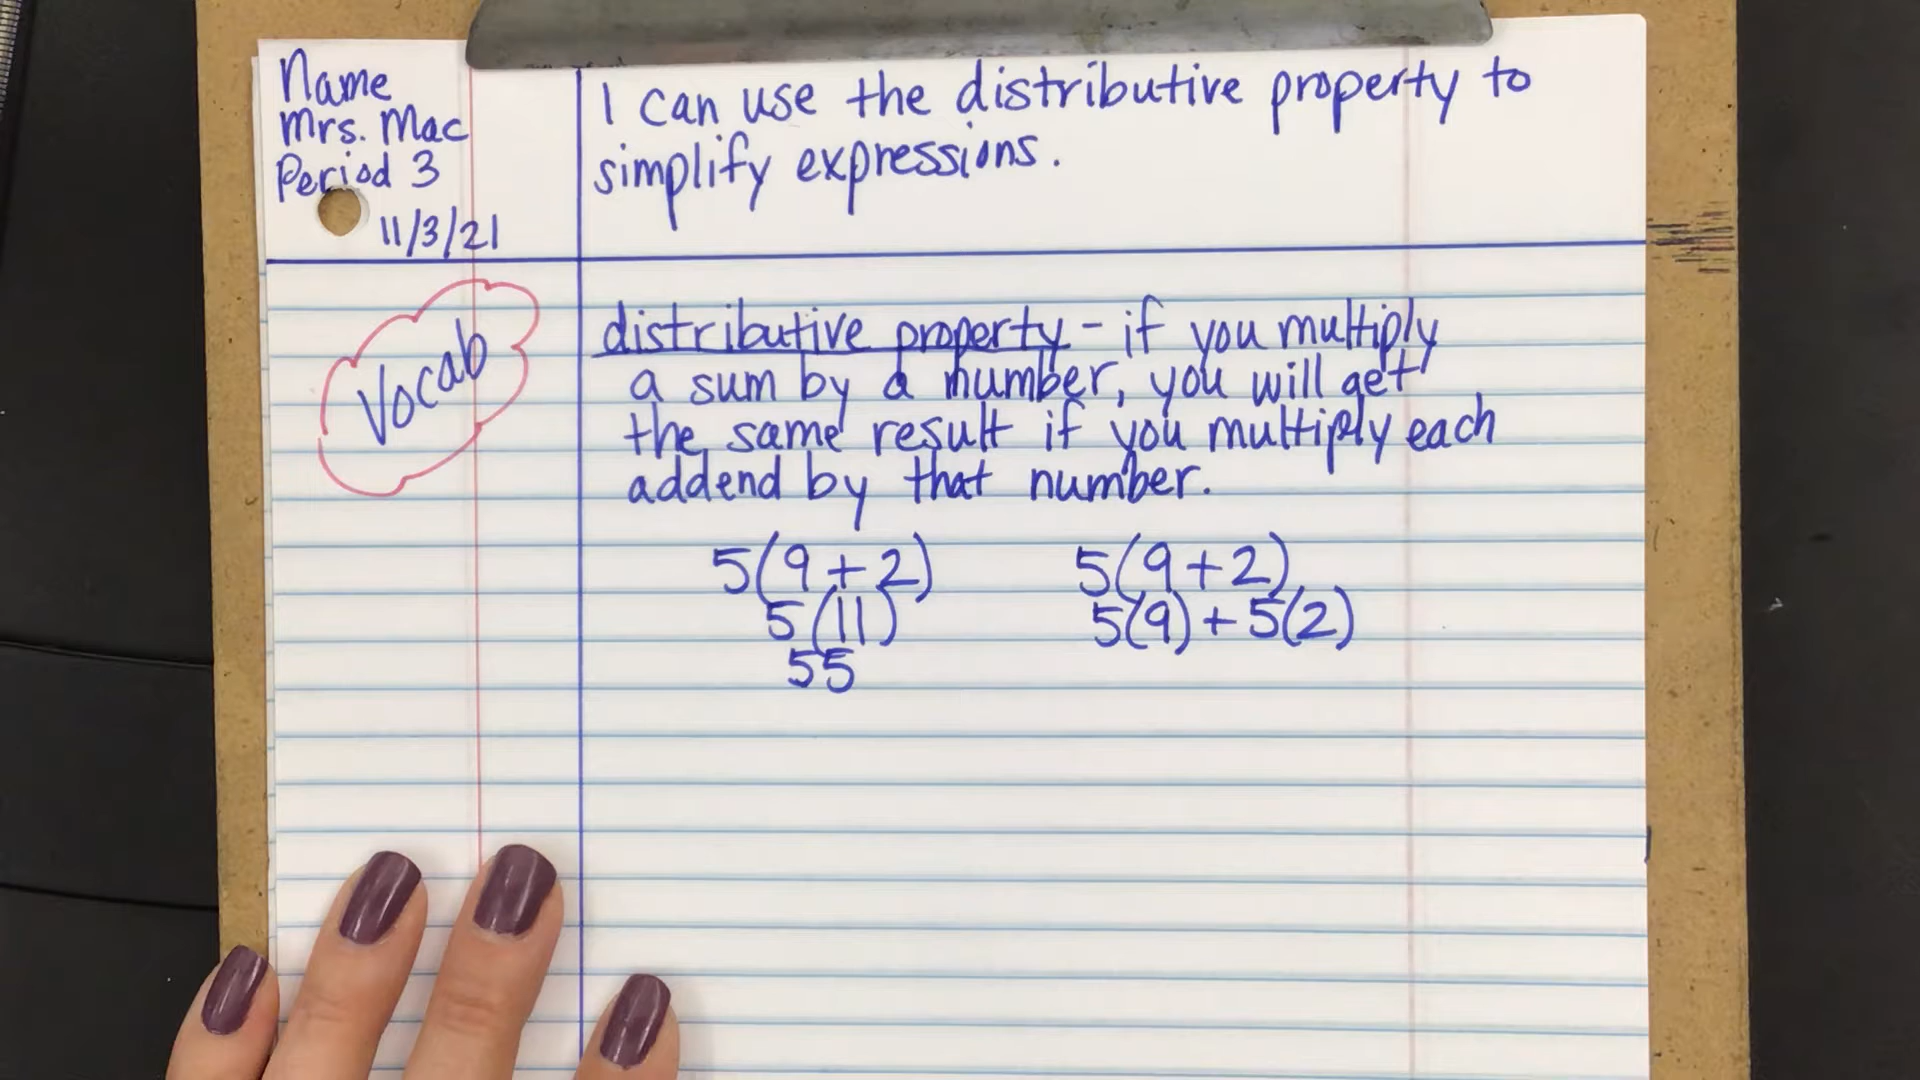 Name
Mrs. Mac
Period 3
11/3/21
I can use the distributive property to
simplify expressions.
Vocab
distributive property - if you multiply
a sum by a number, you will get
the same result if you multiply each
addend by that number.
5(9+2)
5(11)
55
5(9+2)
5(9) + 5(2)